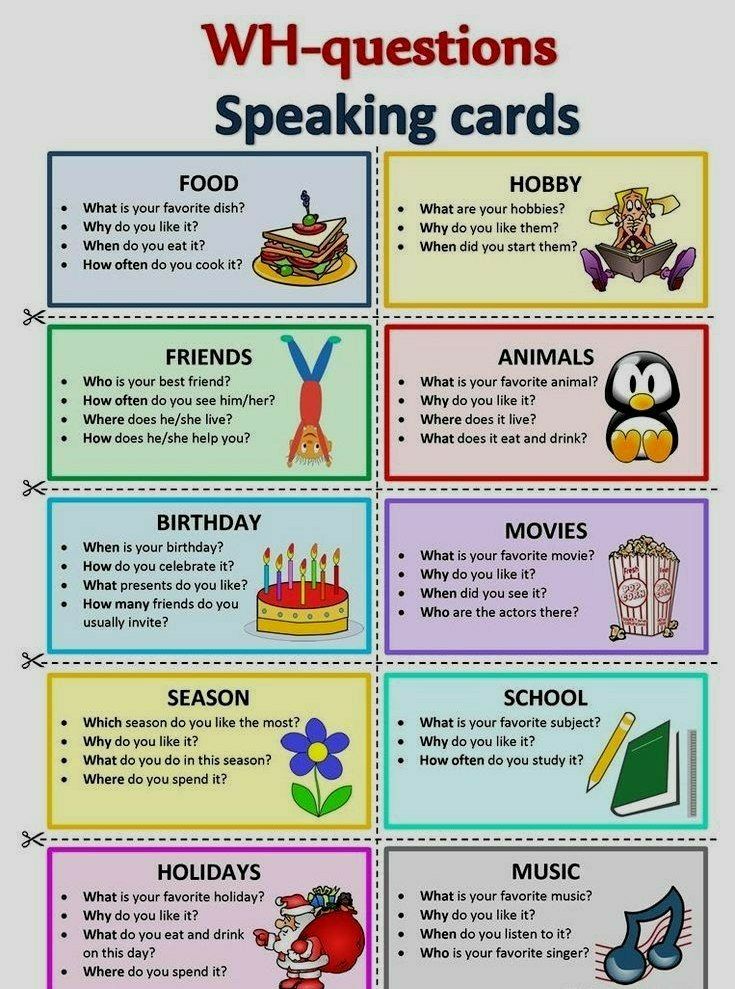 WH-questions
Speaking cards
FOOD
• What is your favorite dish?
• Why do you like it?
• When do you eat it?
• How often do you cook it?
HOBBY
• What are your hobbies?
• Why do you like them?
• When did you start them?
FRIENDS
• Who is your best friend?
• How often do you see him/her?
• Where does he/she live?
• How does he/she help you?
ANIMALS
• What is your favorite animal?
• Why do you like it?
• Where does it live?
• What does it eat and drink?
BIRTHDAY
• When is your birthday?
• How do you celebrate it?
• What presents do you like?
• How many friends do you
usually invite?
MOVIES
• What is your favorite movie?
• Why do you like it?
• When did you see it?
• Who are the actors there?
Fresh
Fresh
POP
CORN
POP
CORN
SEASON
• Which season do you like the most?
• Why do you like it?
• What do you do in this season?
• Where do you spend it?
SCHOOL
• What is your favorite subject?
• Why do you like it?
• How often do you study it?
HOLIDAYS
• What is your favorite holiday?
• Why do you like it?
• What do you eat and drink
on this day?
• Where do you spend it?
MUSIC
• What is your favorite music?
• Why do you like it?
• When do you listen to it?
• Who is your favorite singer?